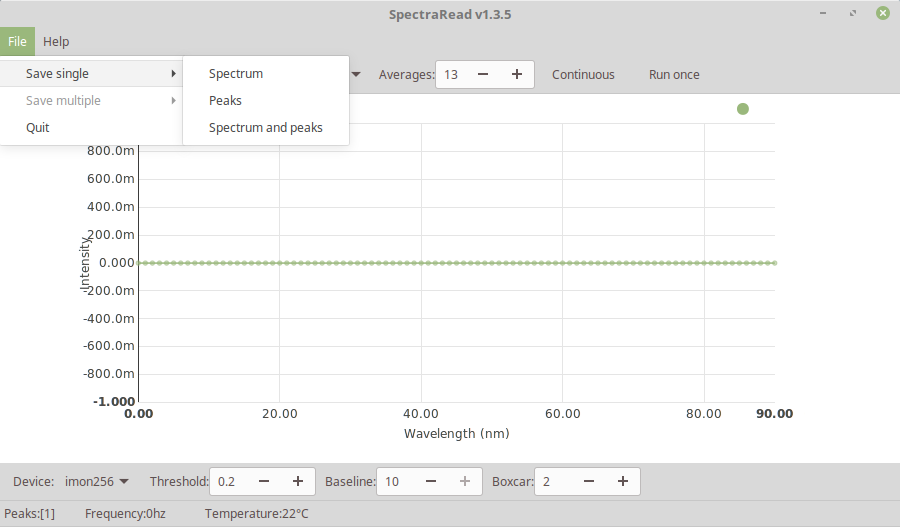 SpectraRead v1.3.5
File Help
Save single Spectrum
Averages: 13 Continuous Run once
Save multiple Peaks
Quit Spectrum and peaks
800.0m
600.0m
400.0m
200.0m
0.000
-200.0m
-400.0m
-600.0m
-800.0m
-1.000
Intensity
0.00 20.00 40.00 60.00 80.00 90.00
Wavelength (nm)
Device: imon256 Threshold: 0.2 Baseline: 10 Boxcar: 2
Peaks:[1] Frequency:0hz Temperature:22°C